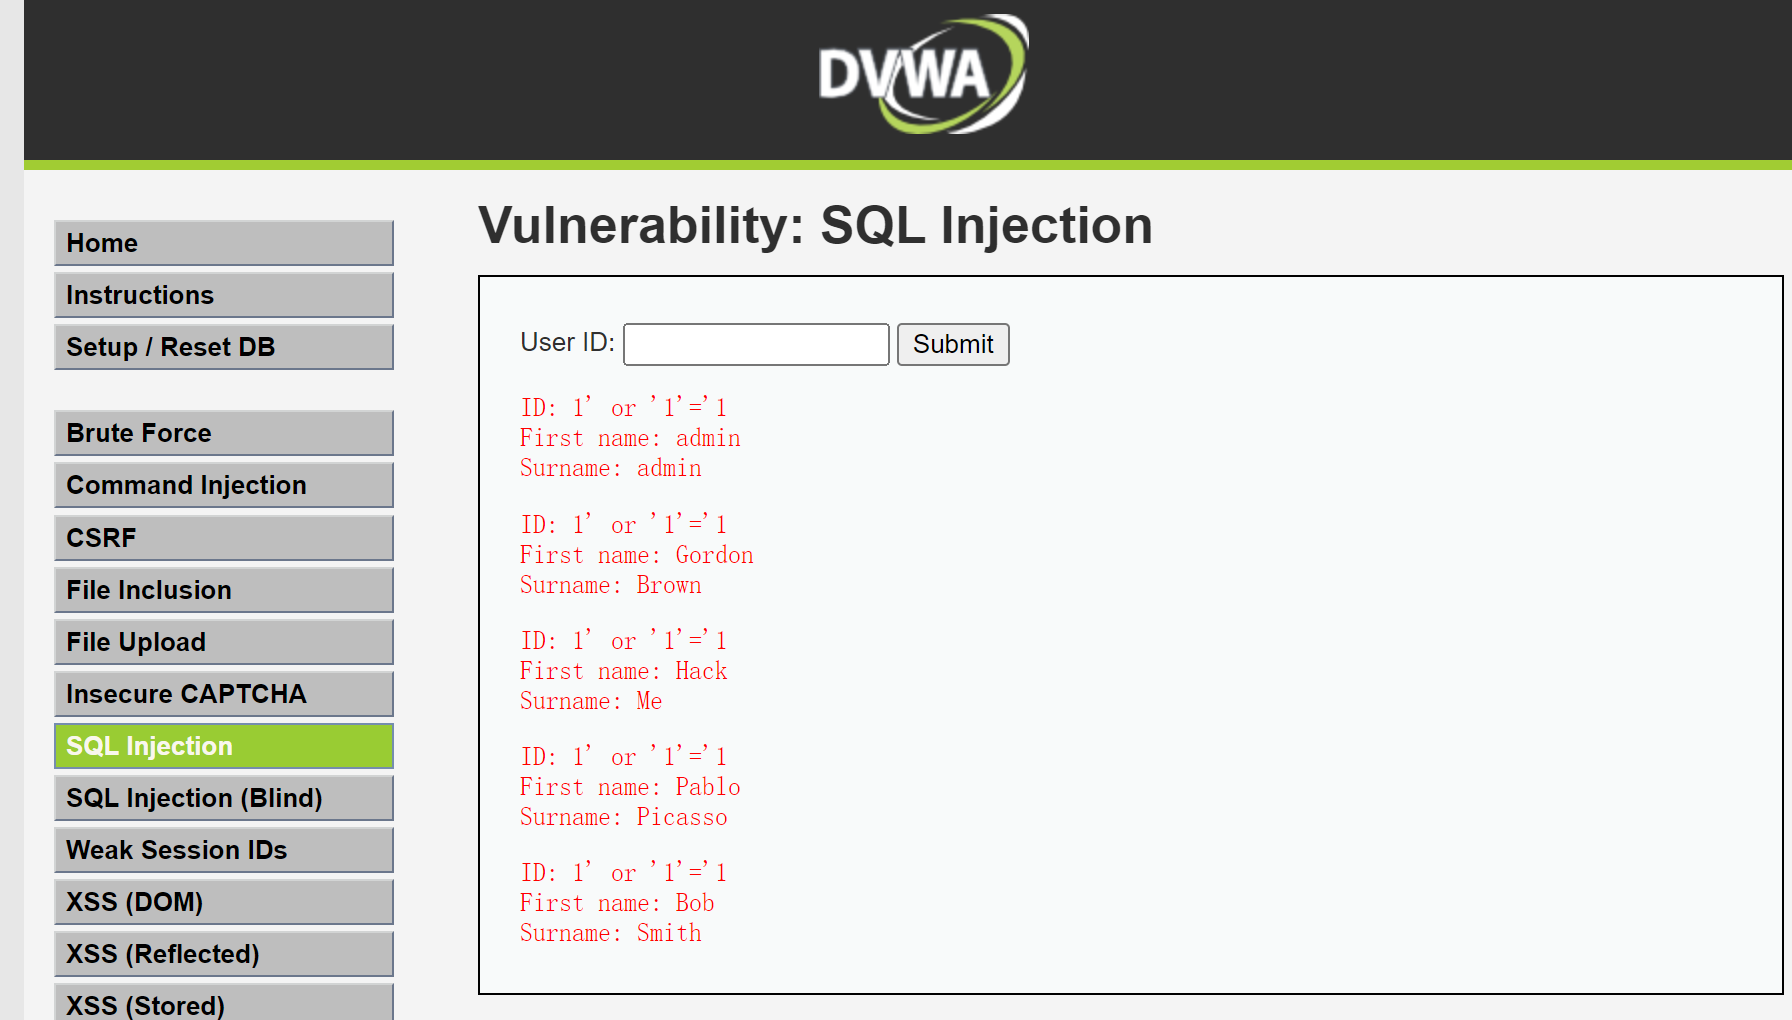 DVWA
Home
Instructions
Setup / Reset DB
Brute Force
Command Injection
CSRF
File Inclusion
File Upload
Insecure CAPTCHA
SQL Injection
SQL Injection (Blind)
Weak Session IDs
XSS (DOM)
XSS (Reflected)
XSS (Stored)
Vulnerability: SQL Injection
User ID: Submit
ID: 1' or '1'='1
First name: admin
Surname: admin
ID: 1' or '1'='1
First name: Gordon
Surname: Brown
ID: 1' or '1'='1
First name: Hack
Surname: Me
ID: 1' or '1'='1
First name: Pablo
Surname: Picasso
ID: 1' or '1'='1
First name: Bob
Surname: Smith